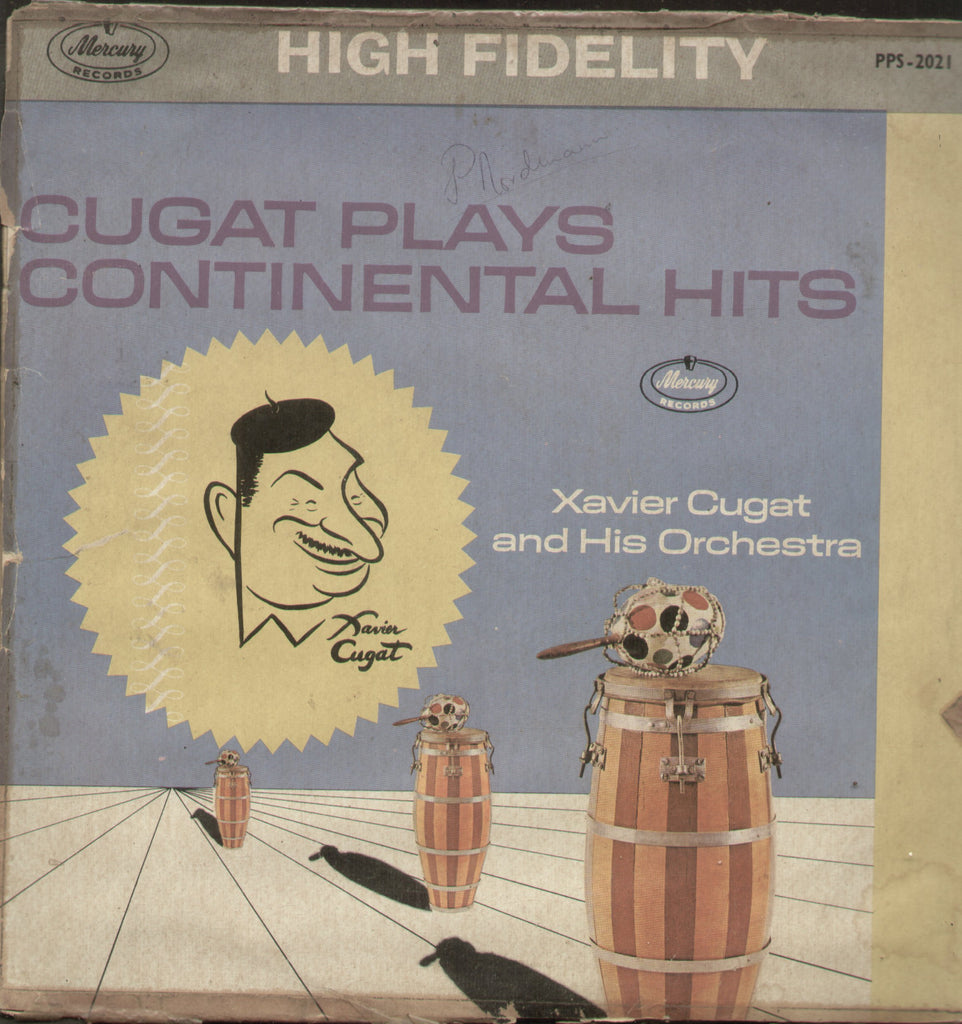 Mercury
RECORDS
HIGH FIDELITY
PPS-2021
P Nordmann
CUGAT PLAYS
CONTINENTAL HITS
Mercury
RECORDS
Xavier Cugat
and His Orchestra
Xavier
Cugat